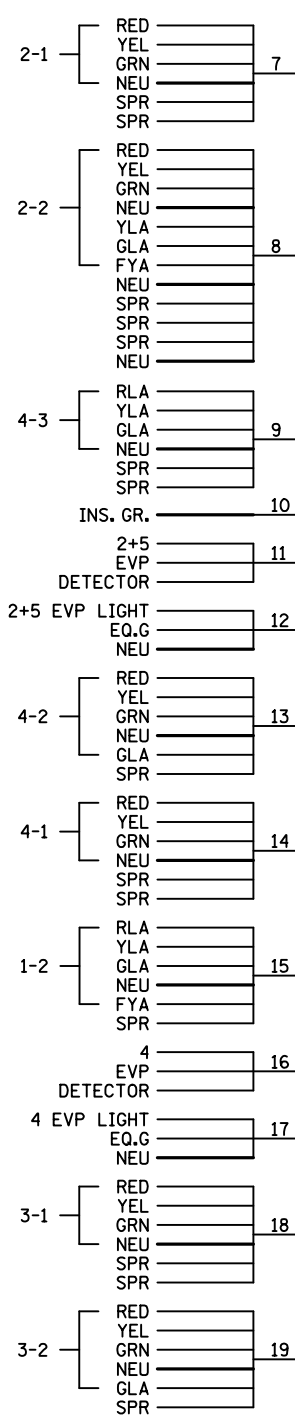 RED
YEL
2-1
GRN
7
NEU
SPR
SPR
RED
YEL
GRN
2-2
NEU
YLA
GLA
8
FYA
NEU
SPR
SPR
SPR
NEU
RLA
4-3
YLA
GLA
9
NEU
SPR
SPR
INS. GR.
10
2+5
EVP
11
DETECTOR
2+5 EVP LIGHT
EQ.G
12
NEU
RED
YEL
4-2
GRN
13
NEU
GLA
SPR
RED
4-1
YEL
GRN
14
NEU
SPR
SPR
RLA
YLA
1-2
GLA
15
NEU
FYA
SPR
4
EVP
16
DETECTOR
4 EVP LIGHT
EQ.G
17
NEU
RED
3-1
YEL
GRN
18
NEU
SPR
SPR
RED
YEL
3-2
GRN
19
NEU
GLA
SPR